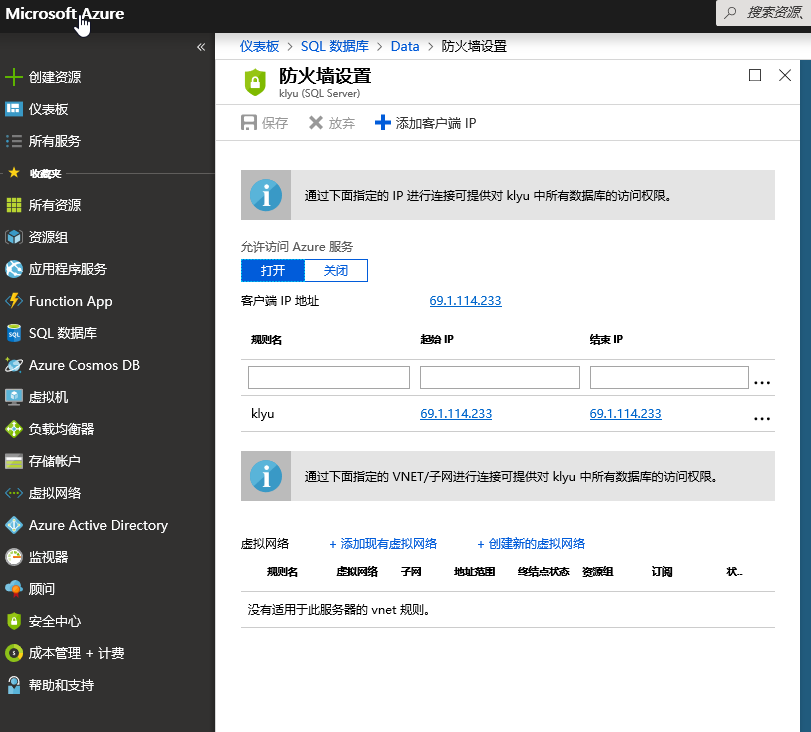 Microsoft Azure
搜索资源、
«
仪表板 > SQL 数据库 > Data > 防火墙设置
防火墙设置
klyu (SQL Server)
保存 放弃 添加客户端 IP
创建资源
仪表板
所有服务
收藏夹
所有资源
资源组
应用程序服务
Function App
SQL 数据库
Azure Cosmos DB
虚拟机
负载均衡器
存储帐户
虚拟网络
Azure Active Directory
监视器
顾问
安全中心
成本管理 + 计费
帮助和支持
通过下面指定的 IP 进行连接可提供对 klyu 中所有数据库的访问权限。
允许访问 Azure 服务
打开 关闭
客户端 IP 地址 69.1.114.233
规则名 起始 IP 结束 IP
...
klyu 69.1.114.233 69.1.114.233 ...
通过下面指定的 VNET/子网进行连接可提供对 klyu 中所有数据库的访问权限。
虚拟网络 + 添加现有虚拟网络 + 创建新的虚拟网络
规则名 虚拟网络 子网 地址范围 终结点状态 资源组 订阅 状...
没有适用于此服务器的 vnet 规则。